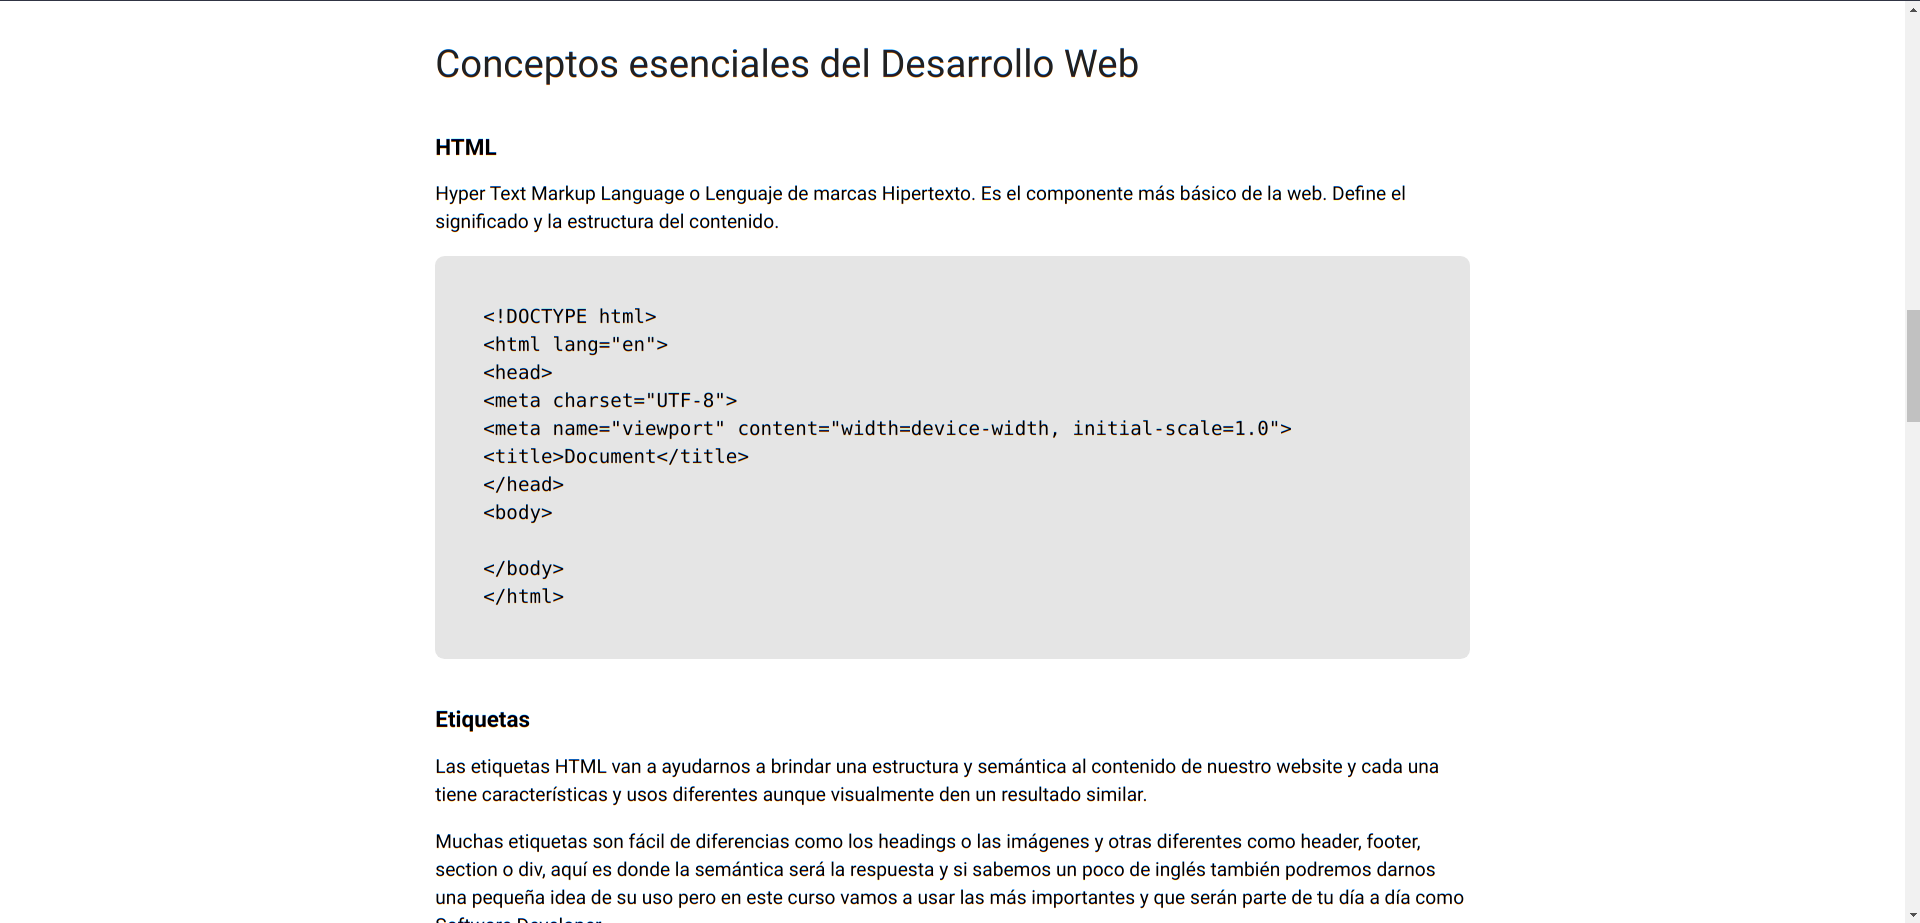 Conceptos esenciales del Desarrollo Web
HTML
Hyper Text Markup Language o Lenguaje de marcas Hipertexto. Es el componente más básico de la web. Define el
significado y la estructura del contenido.
<!DOCTYPE html>
<html lang="en">
<head>
<meta charset="UTF-8">
<meta name="viewport" content="width=device-width, initial-scale=1.0">
<title>Document</title>
</head>
<body>
</body>
</html>
Etiquetas
Las etiquetas HTML van a ayudarnos a brindar una estructura y semántica al contenido de nuestro website y cada una
tiene características y usos diferentes aunque visualmente den un resultado similar.
Muchas etiquetas son fácil de diferencias como los headings o las imágenes y otras diferentes como header, footer,
section o div, aquí es donde la semántica será la respuesta y si sabemos un poco de inglés también podremos darnos
una pequeña idea de su uso pero en este curso vamos a usar las más importantes y que serán parte de tu día a día como
Software Developer